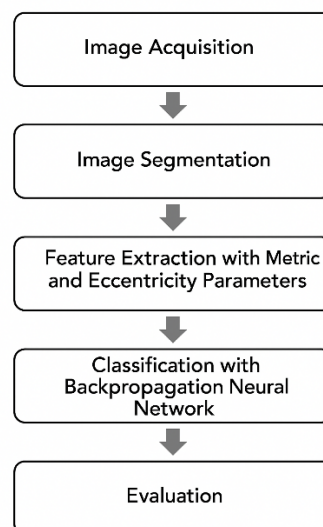 Image Acquisition
Image Segmentation
Feature Extraction with Metric
and Eccentricity Parameters
Classification with
Backpropagation Neural
Network
Evaluation